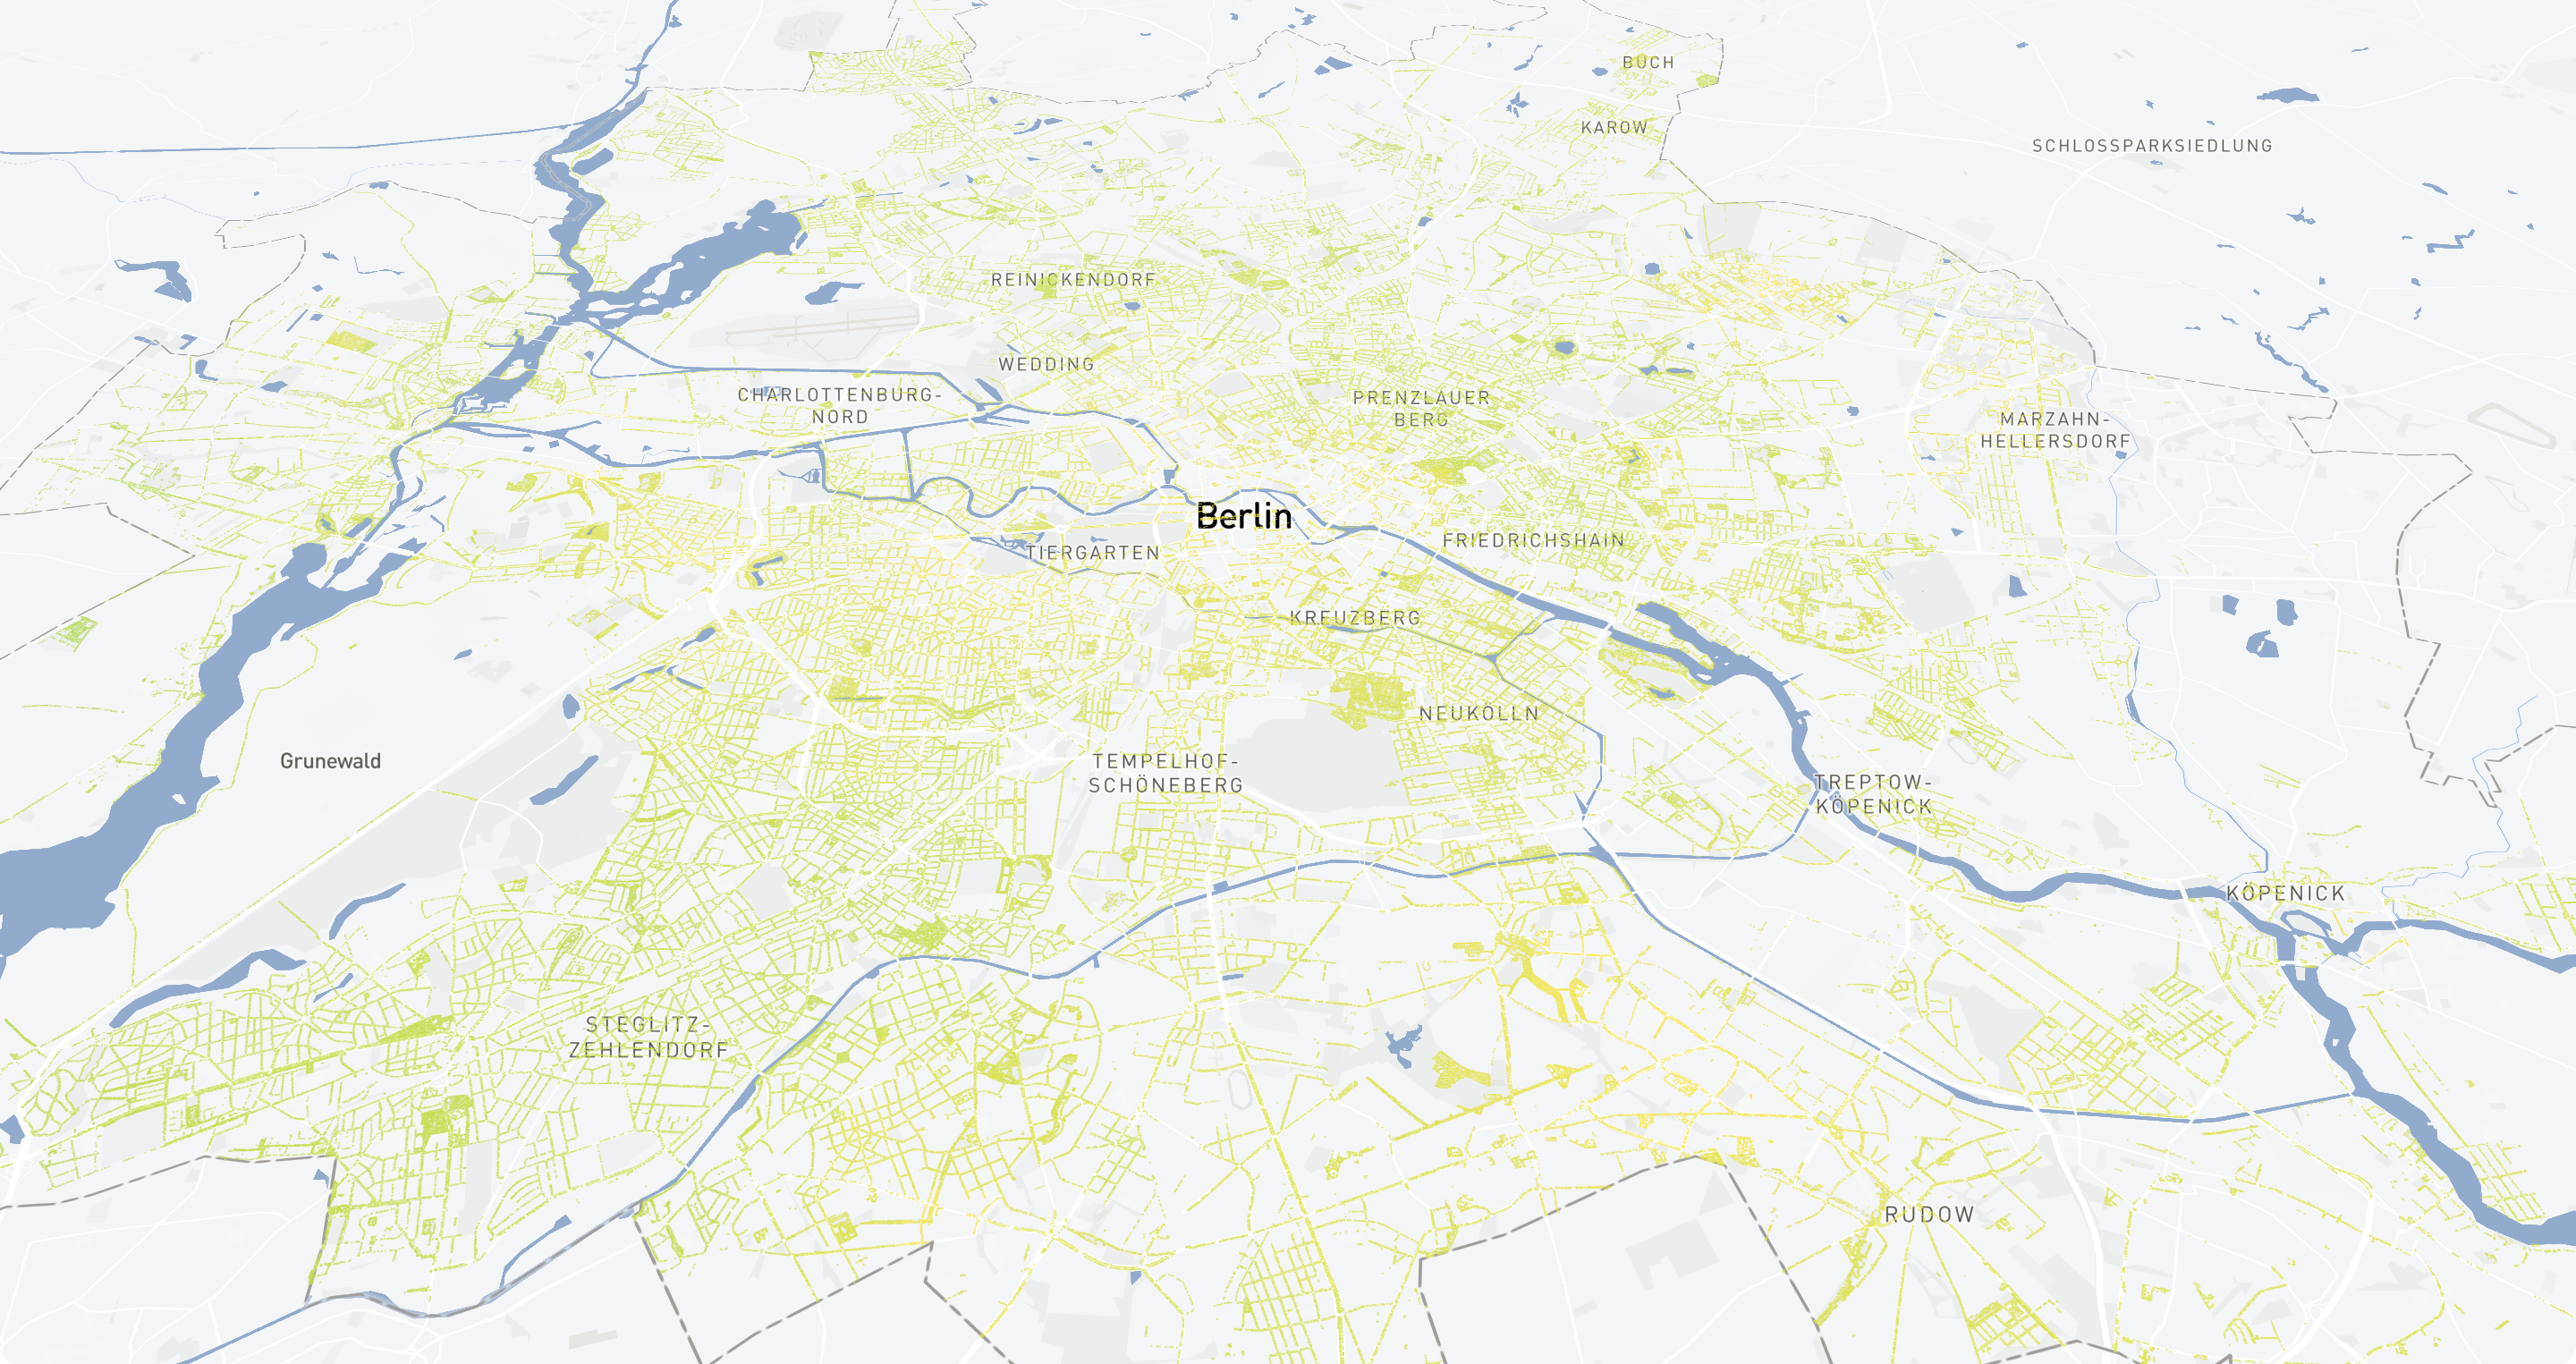 BUCH
KAROW
SCHLOSSPARKSIEDLUNG
REINICKENDORF
WEDDING
CHARLOTTENBURG-
NORD
PRENZLAUER
BERG
MARZAHN-
HELLERSDORF
Berlin
TIERGARTEN
FRIEDRICHSHAIN
KREUZBERG
NEUKÖLLN
Grunewald
TEMPELHOF-
SCHÖNEBERG
TREPTOW-
KÖPENICK
KÖPENICK
STEGLITZ-
ZEHLENDORF
RUDOW